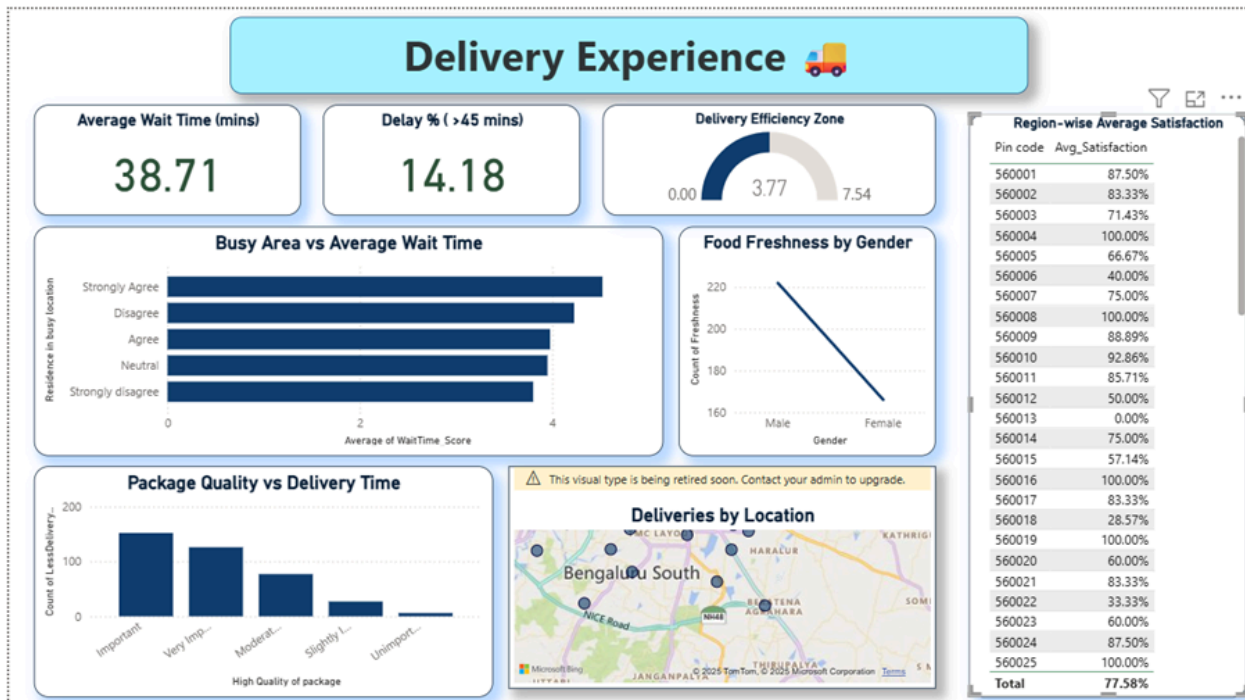 Delivery Experience
Average Wait Time (mins)
38.71
Delay % ( >45 mins)
14.18
Delivery Efficiency Zone
0.00
3.77
7.54
Busy Area vs Average Wait Time
Residence in busy location
Strongly Agree
Disagree
Agree
Neutral
Strongly disagree
0
2
4
Average of WaitTime_Score
Food Freshness by Gender
Count of Freshness
220
200
180
160
Male
Female
Gender
Package Quality vs Delivery Time
Count of LessDelivery...
200
100
0
Important
Very Imp...
Moderat...
Slightly I...
Unimport...
High Quality of package
This visual type is being retired soon. Contact your admin to upgrade.
Deliveries by Location
MC LAYO
KATHRIG
HARALUR
Bengaluru South
AGRAHARA
SOM
NH48
NICE Road
THIRUPALYA
JANGANPALYA
UTTARI
S M
Microsoft Bing
© 2025 TomTom, © 2025 Microsoft Corporation Terms
Region-wise Average Satisfaction
Pin code Avg_Satisfaction
560001 87.50%
560002 83.33%
560003 71.43%
560004 100.00%
560005 66.67%
560006 40.00%
560007 75.00%
560008 100.00%
560009 88.89%
560010 92.86%
560011 85.71%
560012 50.00%
560013 0.00%
560014 75.00%
560015 57.14%
560016 100.00%
560017 83.33%
560018 28.57%
560019 100.00%
560020 60.00%
560021 83.33%
560022 33.33%
560023 60.00%
560024 87.50%
560025 100.00%
Total 77.58%